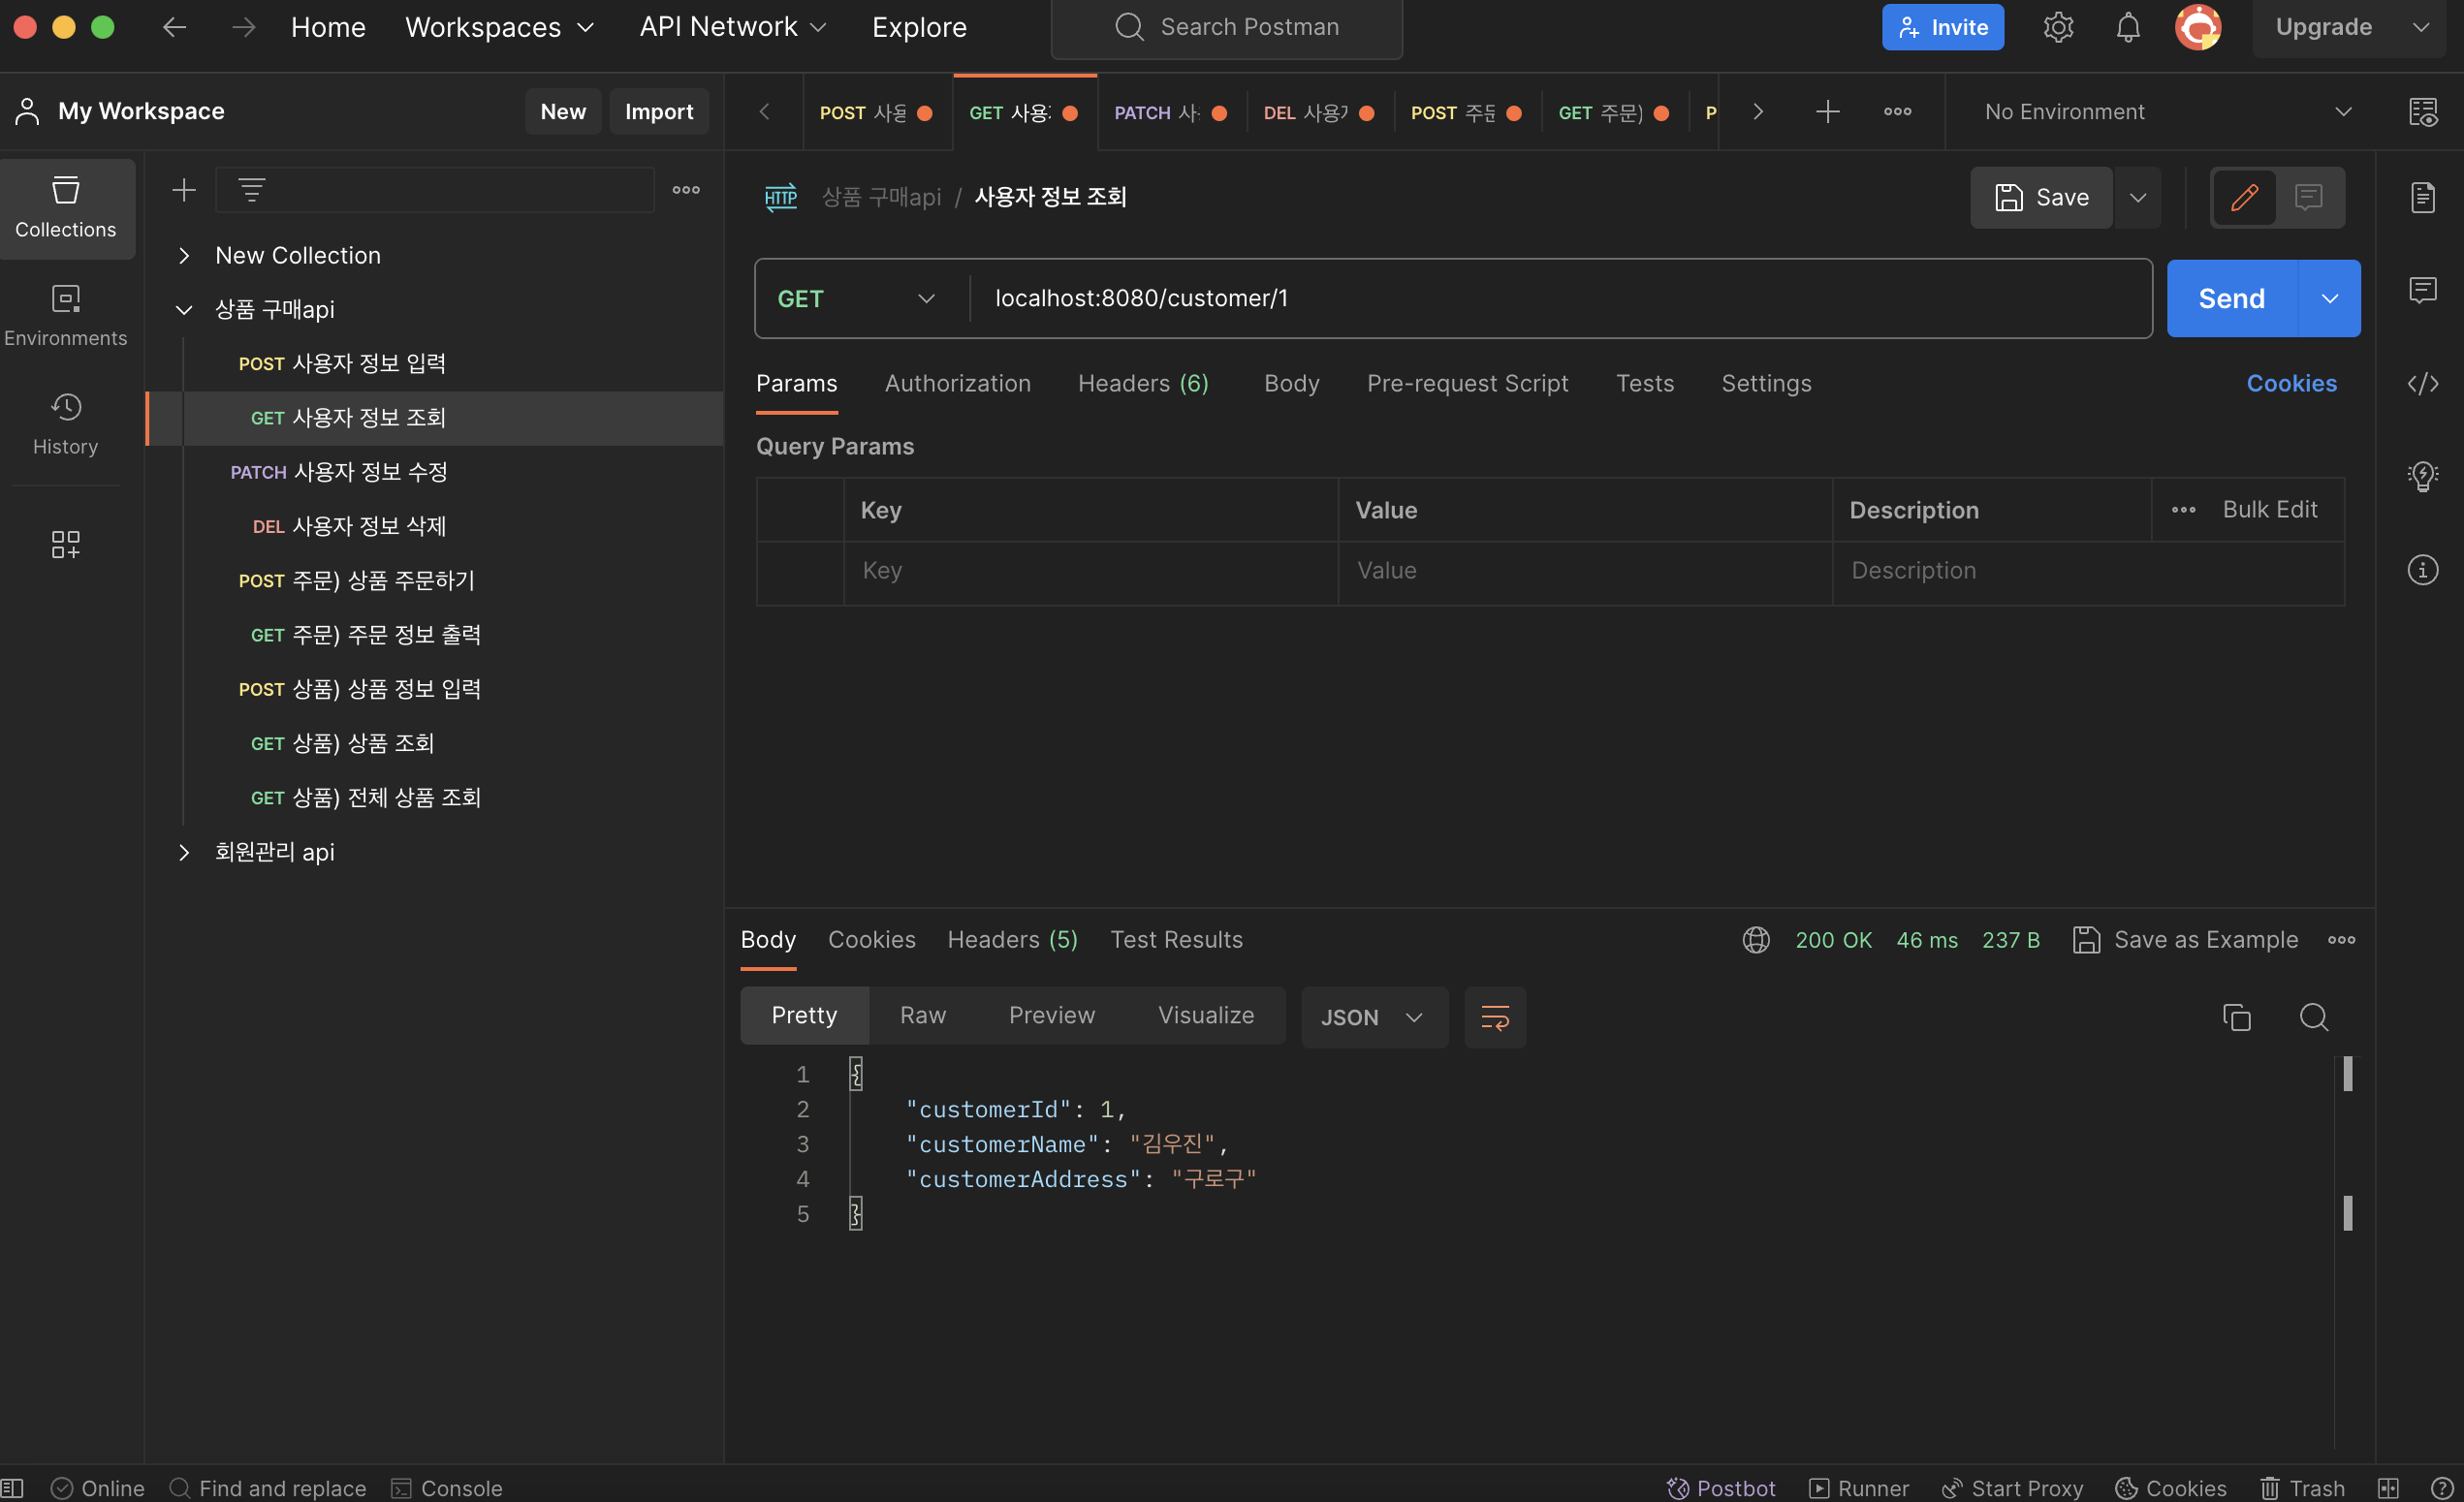 Home Workspaces API Network Explore Search Postman Invite Upgrade
My Workspace New Import
POST 사용 GET 사용 PATCH 사 DEL 사용 POST 주문 GET 주문) P No Environment
Collections
Environments
History
New Collection
상품 구매api
POST 사용자 정보 입력
GET 사용자 정보 조회
PATCH 사용자 정보 수정
DEL 사용자 정보 삭제
POST 주문) 상품 주문하기
GET 주문) 주문 정보 출력
POST 상품) 상품 정보 입력
GET 상품) 상품 조회
GET 상품) 전체 상품 조회
회원관리 api
HTTP 상품 구매api / 사용자 정보 조회 Save
GET localhost:8080/customer/1 Send
Params Authorization Headers (6) Body Pre-request Script Tests Settings Cookies
Query Params
Key Value Description Bulk Edit
Key Value Description
Body Cookies Headers (5) Test Results 200 OK 46 ms 237 B Save as Example
Pretty Raw Preview Visualize JSON
1 {
2 "customerId": 1,
3 "customerName": "김우진",
4 "customerAddress": "구로구"
5 }
Online Find and replace Console Postbot Runner Start Proxy Cookies Trash